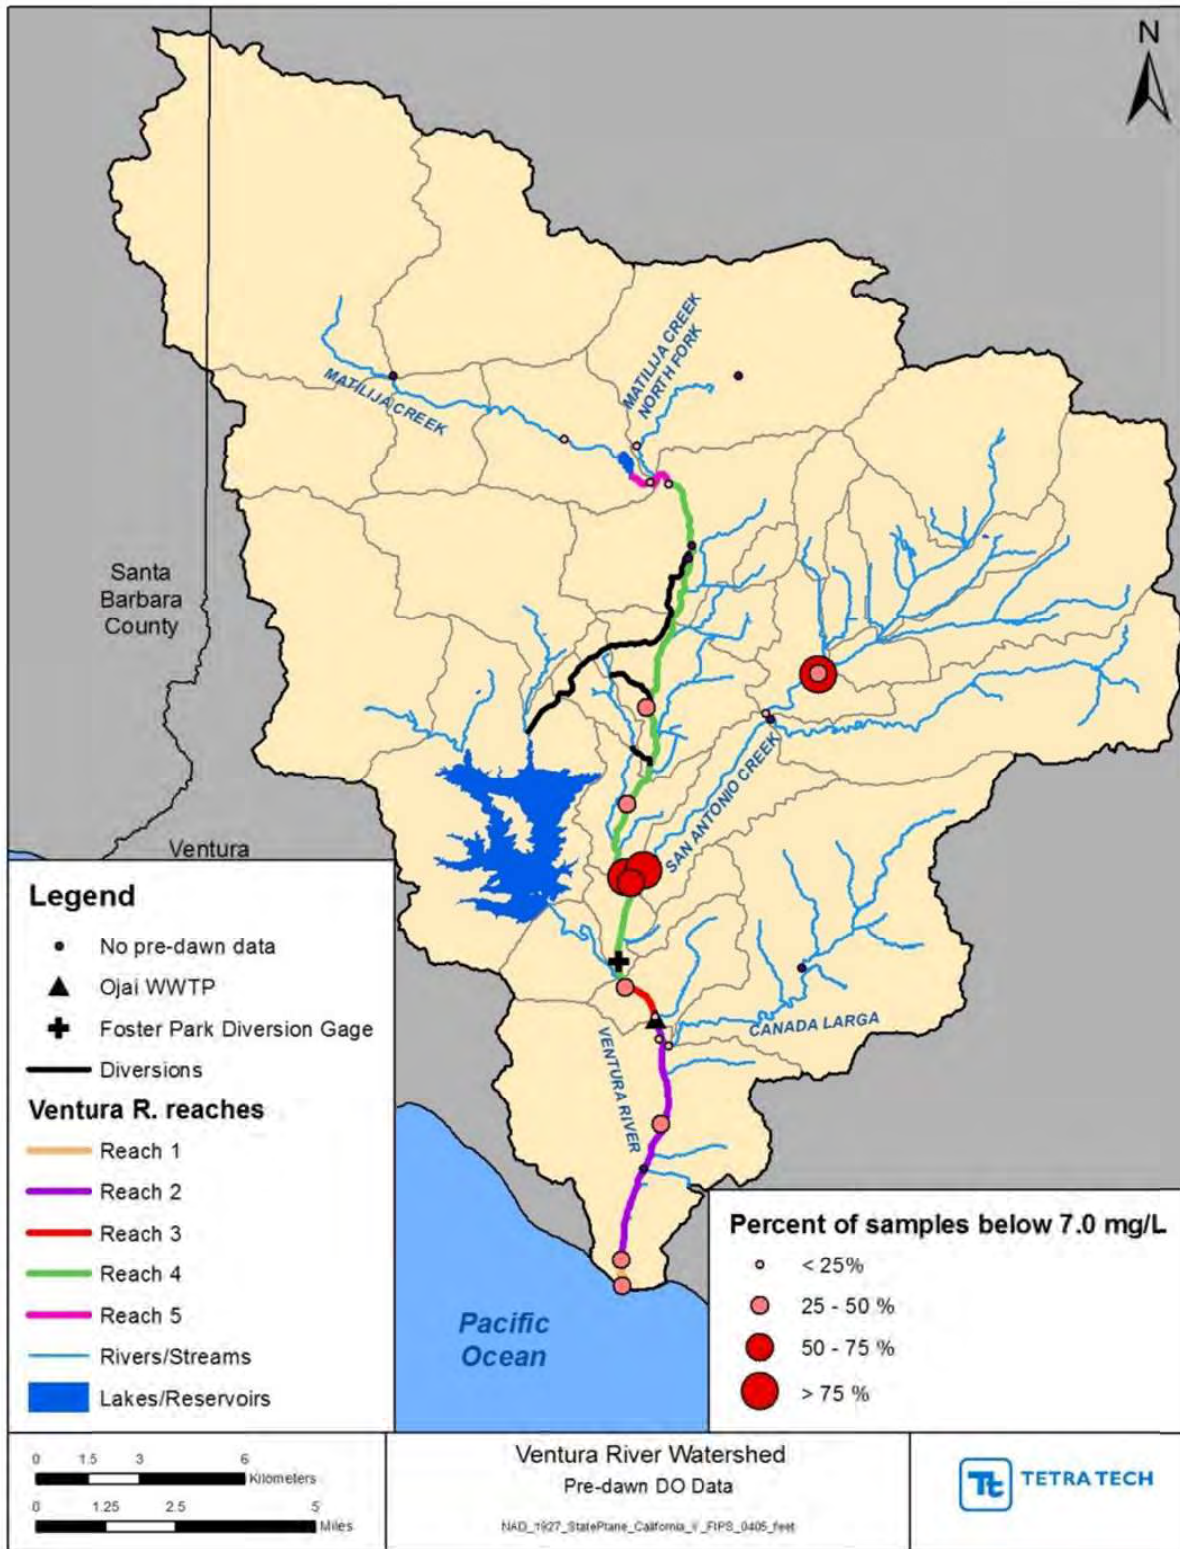 N
MATILIJA CREEK
NORTH FORK
MATILIJA CREEK
Santa
Barbara
County
SAN ANTONIO CREEK
Ventura
CANADA LARGA
VENTURA RIVER
Legend
No pre-dawn data
Ojai WWTP
Foster Park Diversion Gage
Diversions
Ventura R. reaches
Reach 1
Reach 2
Reach 3
Reach 4
Reach 5
Rivers/Streams
Lakes/Reservoirs
Pacific
Ocean
Percent of samples below 7.0 mg/L
< 25%
25 - 50 %
50 - 75 %
> 75 %
0 1.5 3 6
Kilometers
0 1.25 2.5 5
Miles
Ventura River Watershed
Pre-dawn DO Data
NAD_1927_StatePlane_California_V_FIPS_0405_feet
Tt TETRA TECH